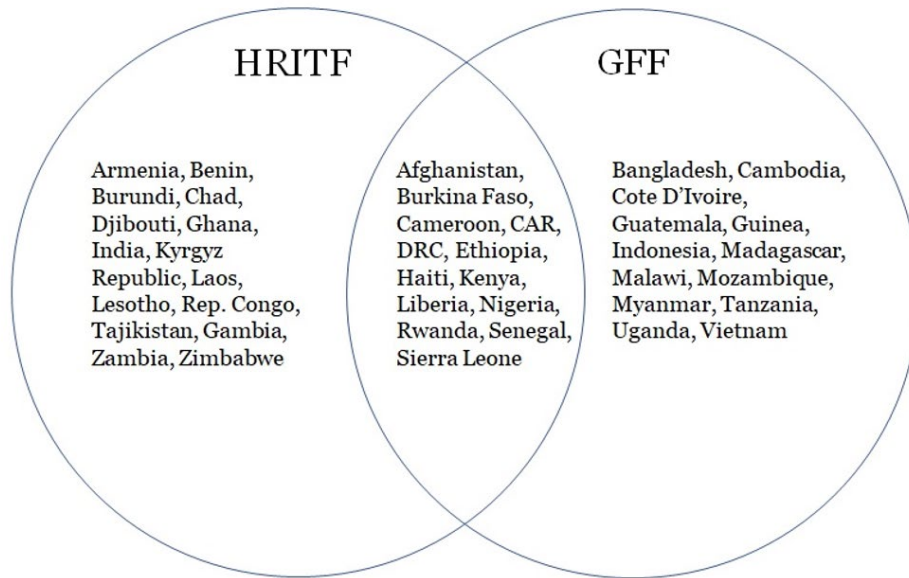 HRITF
GFF
Armenia, Benin,
Burundi, Chad,
Djibouti, Ghana,
India, Kyrgyz
Republic, Laos,
Lesotho, Rep. Congo,
Tajikistan, Gambia,
Zambia, Zimbabwe
Afghanistan,
Burkina Faso,
Cameroon, CAR,
DRC, Ethiopia,
Haiti, Kenya,
Liberia, Nigeria,
Rwanda, Senegal,
Sierra Leone
Bangladesh, Cambodia,
Cote D’Ivoire,
Guatemala, Guinea,
Indonesia, Madagascar,
Malawi, Mozambique,
Myanmar, Tanzania,
Uganda, Vietnam